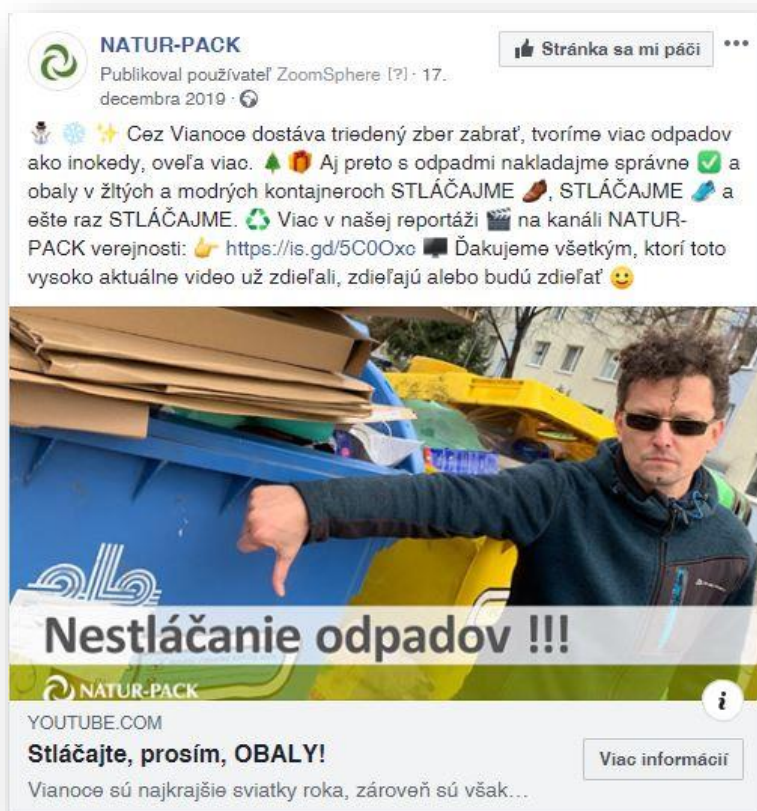 NATUR-PACK
Stránka sa mi páči
Publikoval používateľ ZoomSphere [?] · 17.
decembra 2019 ·
⛄ ❄️ ✨ Cez Vianoce dostáva triedený zber zabrať, tvoríme viac odpadov
ako inokedy, oveľa viac. 🌲 🎁 Aj preto s odpadmi nakladajme správne ✅ a
obaly v žltých a modrých kontajneroch STLÁČAJME 👞, STLÁČAJME 👟 a
ešte raz STLÁČAJME. ♻️ Viac v našej reportáži 🎬 na kanáli NATUR-
PACK verejnosti: 👉 https://is.gd/5C0Oxc 🖥️ Ďakujeme všetkým, ktorí toto
vysoko aktuálne video už zdieľali, zdieľajú alebo budú zdieľať 🙂
Nestláčanie odpadov !!!
NATUR-PACK
YOUTUBE.COM
Stláčajte, prosím, OBALY!
Viac informácií
Vianoce sú najkrajšie sviatky roka, zároveň sú však…